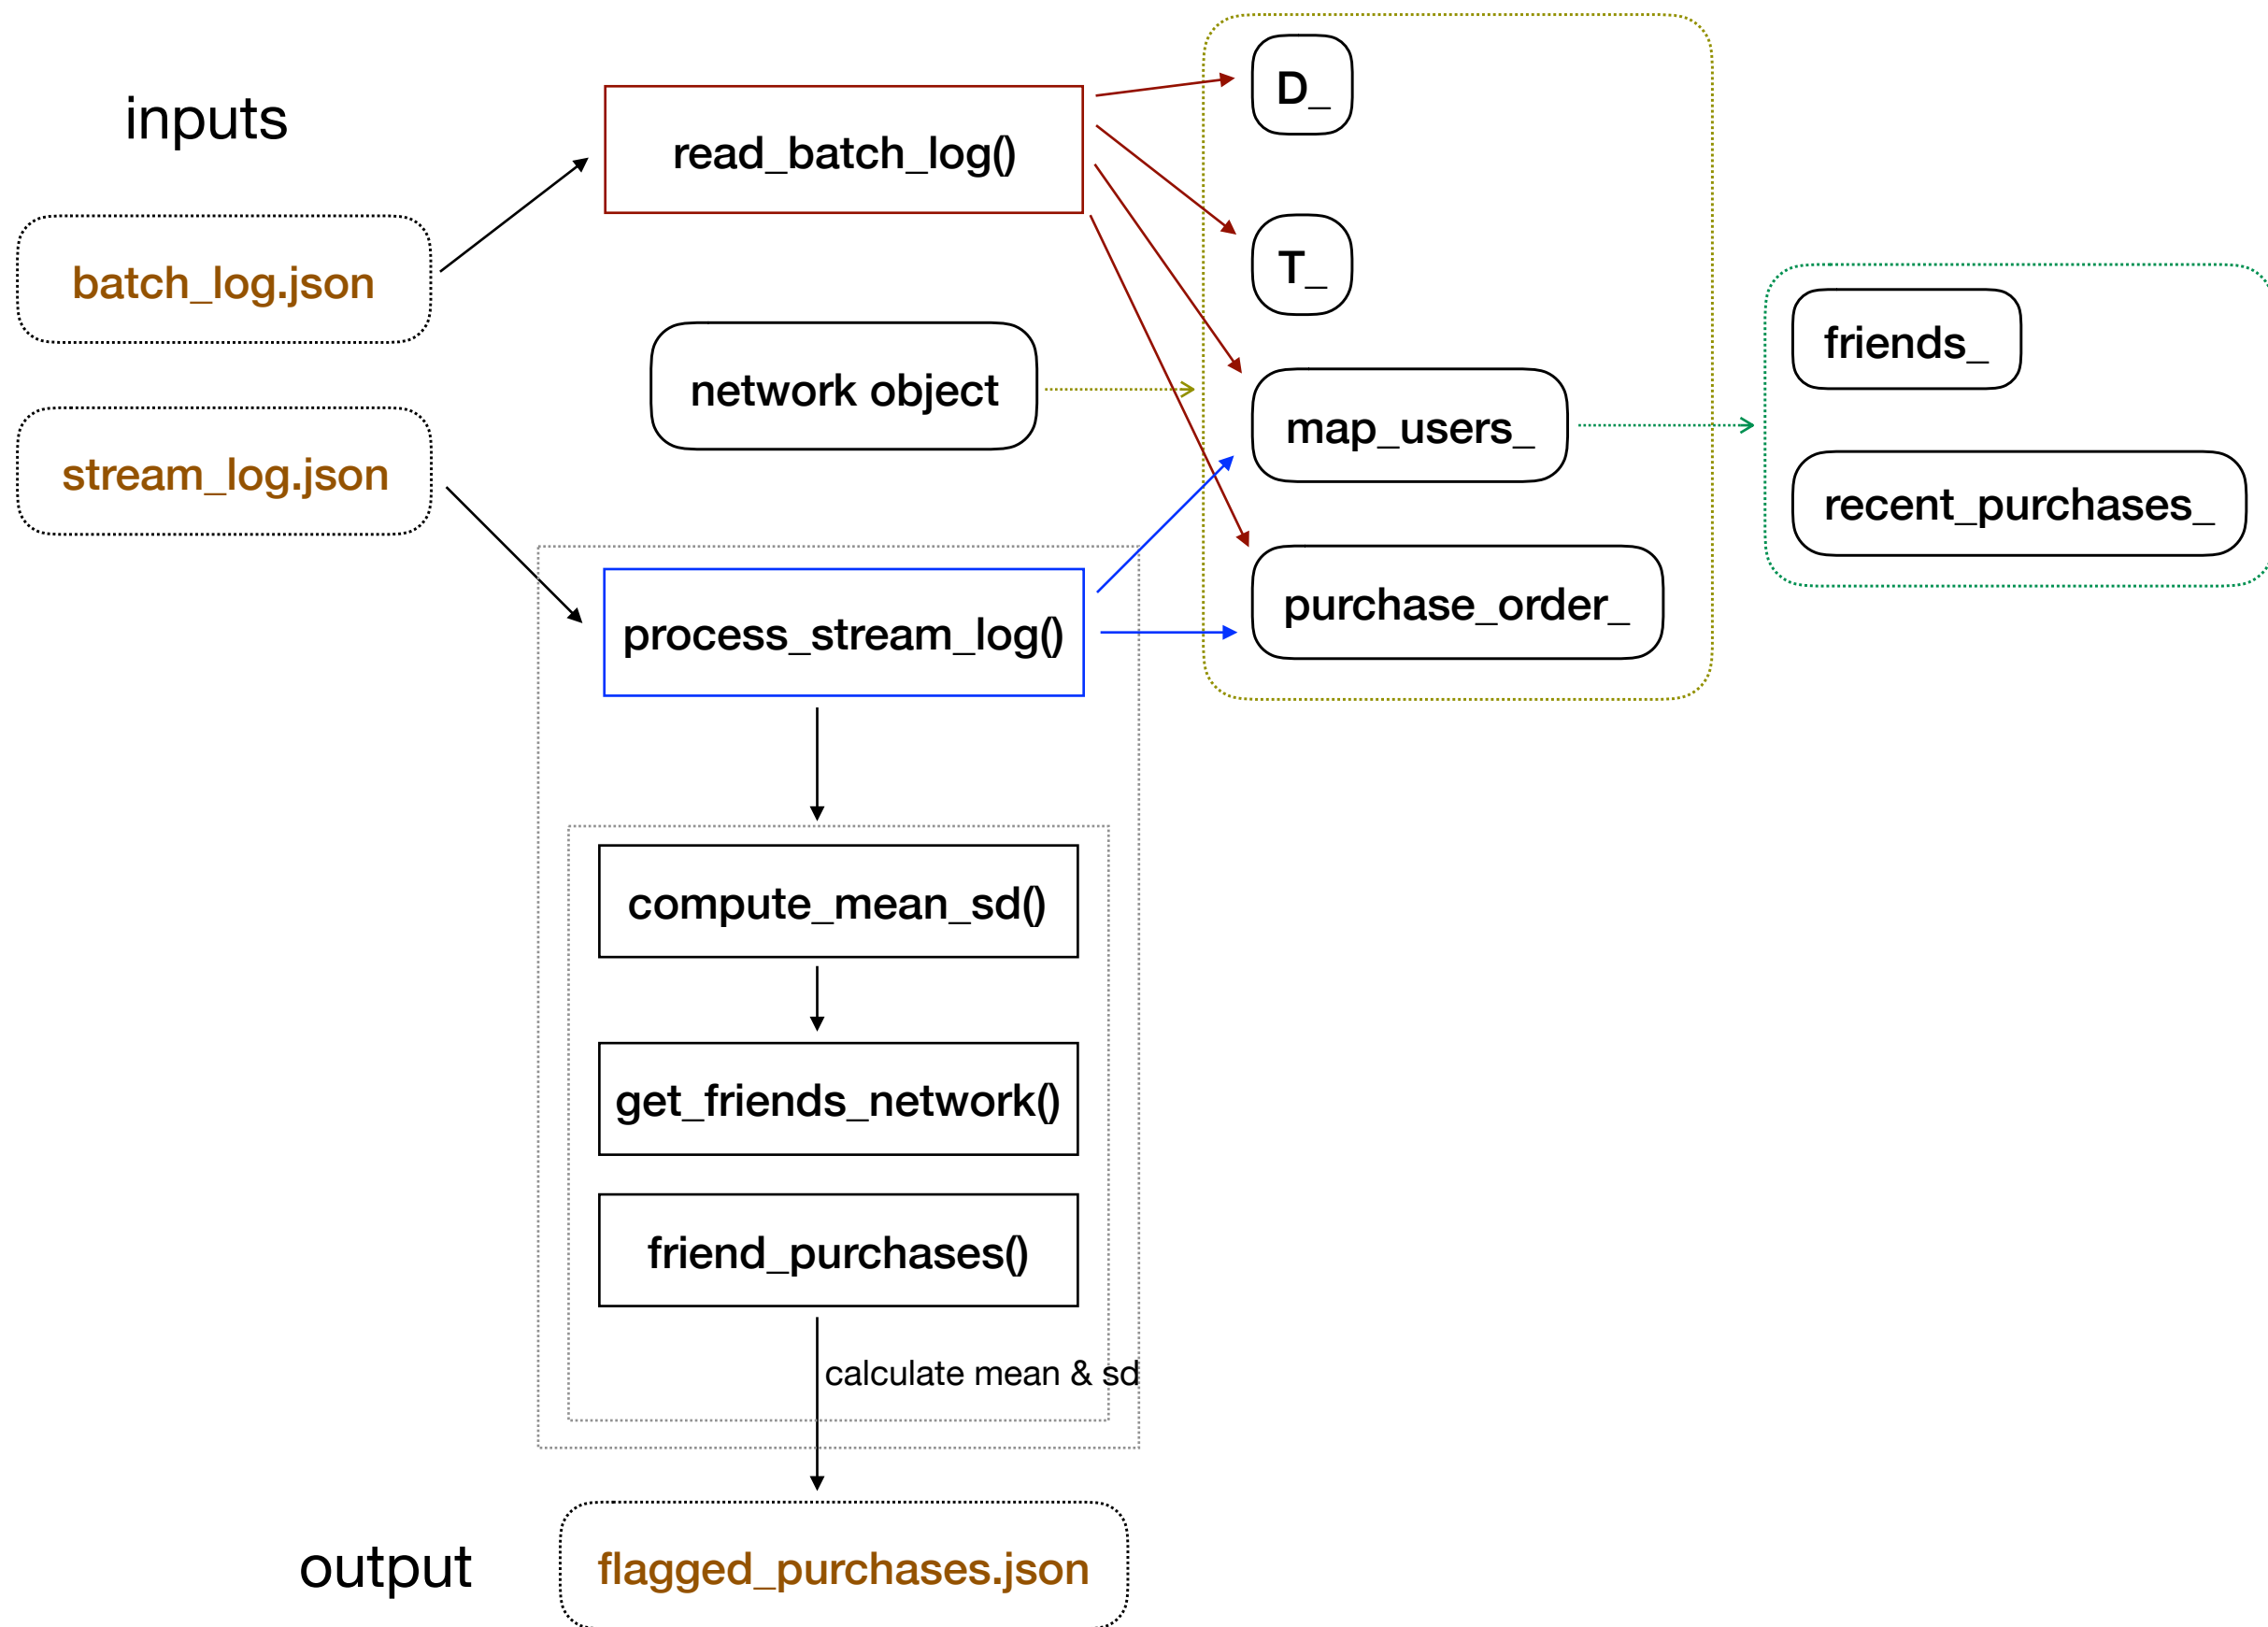 inputs
batch_log.json
stream_log.json
read_batch_log()
network object
process_stream_log()
compute_mean_sd()
get_friends_network()
friend_purchases()
calculate mean & sd
output
flagged_purchases.json
D_
T_
map_users_
purchase_order_
friends_
recent_purchases_